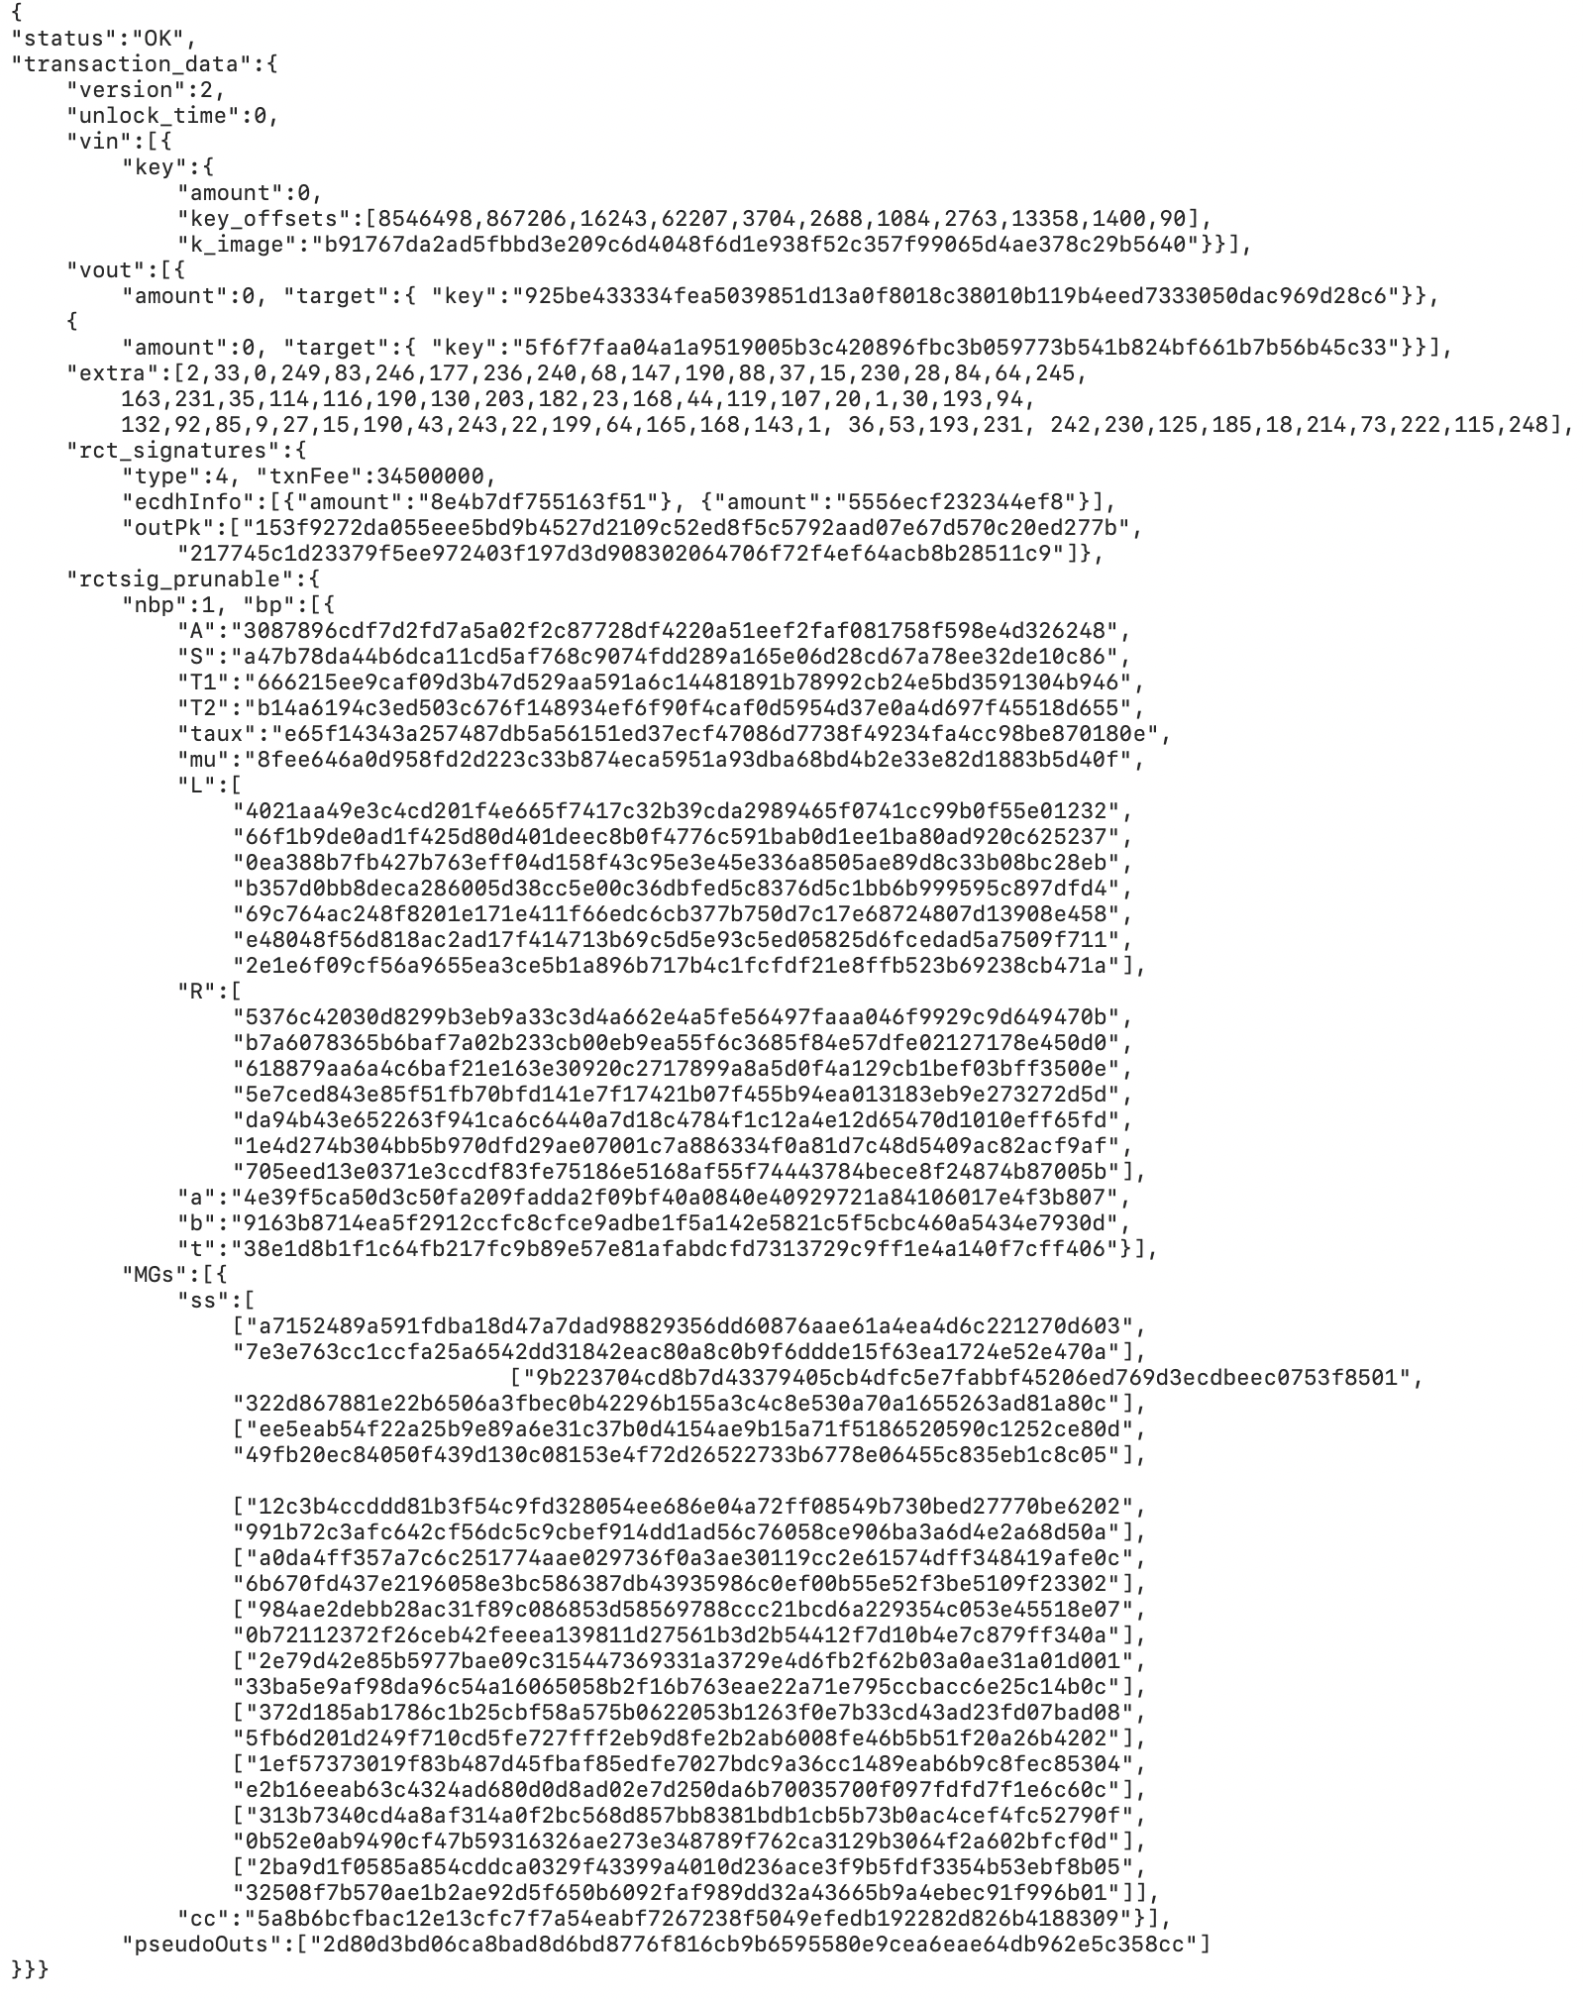 {
"status":"OK",
"transaction_data":{
"version":2,
"unlock_time":0,
"vin":[{
"key":{
"amount":0,
"key_offsets":[8546498,867206,16243,62207,3704,2688,1084,2763,13358,1400,90],
"k_image":"b91767da2ad5fbbd3e209c6d4048f6d1e938f52c357f99065d4ae378c29b5640"}}],
"vout":[{
"amount":0, "target":{ "key":"925be433334fea5039851d13a0f8018c38010b119b4eed7333050dac969d28c6"}},
{
"amount":0, "target":{ "key":"5f6f7faa04a1a9519005b3c420896fbc3b059773b541b824bf661b7b56b45c33"}}],
"extra":[2,33,0,249,83,246,177,236,240,68,147,190,88,37,15,230,28,84,64,245,
163,231,35,114,116,190,130,203,182,23,168,44,119,107,20,1,30,193,94,
132,92,85,9,27,15,190,43,243,22,199,64,165,168,143,1, 36,53,193,231, 242,230,125,185,18,214,73,222,115,248],
"rct_signatures":{
"type":4, "txnFee":34500000,
"ecdhInfo":[{"amount":"8e4b7df755163f51"}, {"amount":"5556ecf232344ef8"}],
"outPk":["153f9272da055eee5bd9b4527d2109c52ed8f5c5792aad07e67d570c20ed277b",
"217745c1d23379f5ee972403f197d3d908302064706f72f4ef64acb8b28511c9"]},
"rctsig_prunable":{
"nbp":1, "bp":[{
"A":"3087896cdf7d2fd7a5a02f2c87728df4220a51eef2faf081758f598e4d326248",
"S":"a47b78da44b6dca11cd5af768c9074fdd289a165e06d28cd67a78ee32de10c86",
"T1":"666215ee9caf09d3b47d529aa591a6c14481891b78992cb24e5bd3591304b946",
"T2":"b14a6194c3ed503c676f148934ef6f90f4caf0d5954d37e0a4d697f45518d655",
"taux":"e65f14343a257487db5a56151ed37ecf47086d7738f49234fa4cc98be870180e",
"mu":"8fee646a0d958fd2d223c33b874eca5951a93dba68bd4b2e33e82d1883b5d40f",
"L":[
"4021aa49e3c4cd201f4e665f7417c32b39cda2989465f0741cc99b0f55e01232",
"66f1b9de0ad1f425d80d401deec8b0f4776c591bab0d1ee1ba80ad920c625237",
"0ea388b7fb427b763eff04d158f43c95e3e45e336a8505ae89d8c33b08bc28eb",
"b357d0bb8deca286005d38cc5e00c36dbfed5c8376d5c1bb6b999595c897dfd4",
"69c764ac248f8201e171e411f66edc6cb377b750d7c17e68724807d13908e458",
"e48048f56d818ac2ad17f414713b69c5d5e93c5ed05825d6fcedad5a7509f711",
"2e1e6f09cf56a9655ea3ce5b1a896b717b4c1fcfdf21e8ffb523b69238cb471a"],
"R":[
"5376c42030d8299b3eb9a33c3d4a662e4a5fe56497faaa046f9929c9d649470b",
"b7a6078365b6baf7a02b233cb00eb9ea55f6c3685f84e57dfe02127178e450d0",
"618879aa6a4c6baf21e163e30920c2717899a8a5d0f4a129cb1bef03bff3500e",
"5e7ced843e85f51fb70bfd141e7f17421b07f455b94ea013183eb9e273272d5d",
"da94b43e652263f941ca6c6440a7d18c4784f1c12a4e12d65470d1010eff65fd",
"1e4d274b304bb5b970dfd29ae07001c7a886334f0a81d7c48d5409ac82acf9af",
"705eed13e0371e3ccdf83fe75186e5168af55f74443784bece8f24874b87005b"],
"a":"4e39f5ca50d3c50fa209fadda2f09bf40a0840e40929721a84106017e4f3b807",
"b":"9163b8714ea5f2912ccfc8cfce9adbe1f5a142e5821c5f5cbc460a5434e7930d",
"t":"38e1d8b1f1c64fb217fc9b89e57e81afabdcfd7313729c9ff1e4a140f7cff406"}],
"MGs":[{
"ss":[
["a7152489a591fdba18d47a7dad98829356dd60876aae61a4ea4d6c221270d603",
"7e3e763cc1ccfa25a6542dd31842eac80a8c0b9f6ddde15f63ea1724e52e470a"],
["9b223704cd8b7d43379405cb4dfc5e7fabbf45206ed769d3ecdbeec0753f8501",
"322d867881e22b6506a3fbec0b42296b155a3c4c8e530a70a1655263ad81a80c"],
["ee5eab54f22a25b9e89a6e31c37b0d4154ae9b15a71f5186520590c1252ce80d",
"49fb20ec84050f439d130c08153e4f72d26522733b6778e06455c835eb1c8c05"],
["12c3b4ccddd81b3f54c9fd328054ee686e04a72ff08549b730bed27770be6202",
"991b72c3afc642cf56dc5c9cbef914dd1ad56c76058ce906ba3a6d4e2a68d50a"],
["a0da4ff357a7c6c251774aae029736f0a3ae30119cc2e61574dff348419afe0c",
"6b670fd437e2196058e3bc586387db43935986c0ef00b55e52f3be5109f23302"],
["984ae2debb28ac31f89c086853d58569788ccc21bcd6a229354c053e45518e07",
"0b72112372f26ceb42feeea139811d27561b3d2b54412f7d10b4e7c879ff340a"],
["2e79d42e85b5977bae09c315447369331a3729e4d6fb2f62b03a0ae31a01d001",
"33ba5e9af98da96c54a16065058b2f16b763eae22a71e795ccbacc6e25c14b0c"],
["372d185ab1786c1b25cbf58a575b0622053b1263f0e7b33cd43ad23fd07bad08",
"5fb6d201d249f710cd5fe727fff2eb9d8fe2b2ab6008fe46b5b51f20a26b4202"],
["1ef57373019f83b487d45fbaf85edfe7027bdc9a36cc1489eab6b9c8fec85304",
"e2b16eeab63c4324ad680d0d8ad02e7d250da6b70035700f097fdfd7f1e6c60c"],
["313b7340cd4a8af314a0f2bc568d857bb8381bdb1cb5b73b0ac4cef4fc52790f",
"0b52e0ab9490cf47b59316326ae273e348789f762ca3129b3064f2a602bfcf0d"],
["2ba9d1f0585a854cddca0329f43399a4010d236ace3f9b5fdf3354b53ebf8b05",
"32508f7b570ae1b2ae92d5f650b6092faf989dd32a43665b9a4ebec91f996b01"]],
"cc":"5a8b6bcfbac12e13cfc7f7a54eabf7267238f5049efedb192282d826b4188309"}],
"pseudoOuts":["2d80d3bd06ca8bad8d6bd8776f816cb9b6595580e9cea6eae64db962e5c358cc"]
}}}